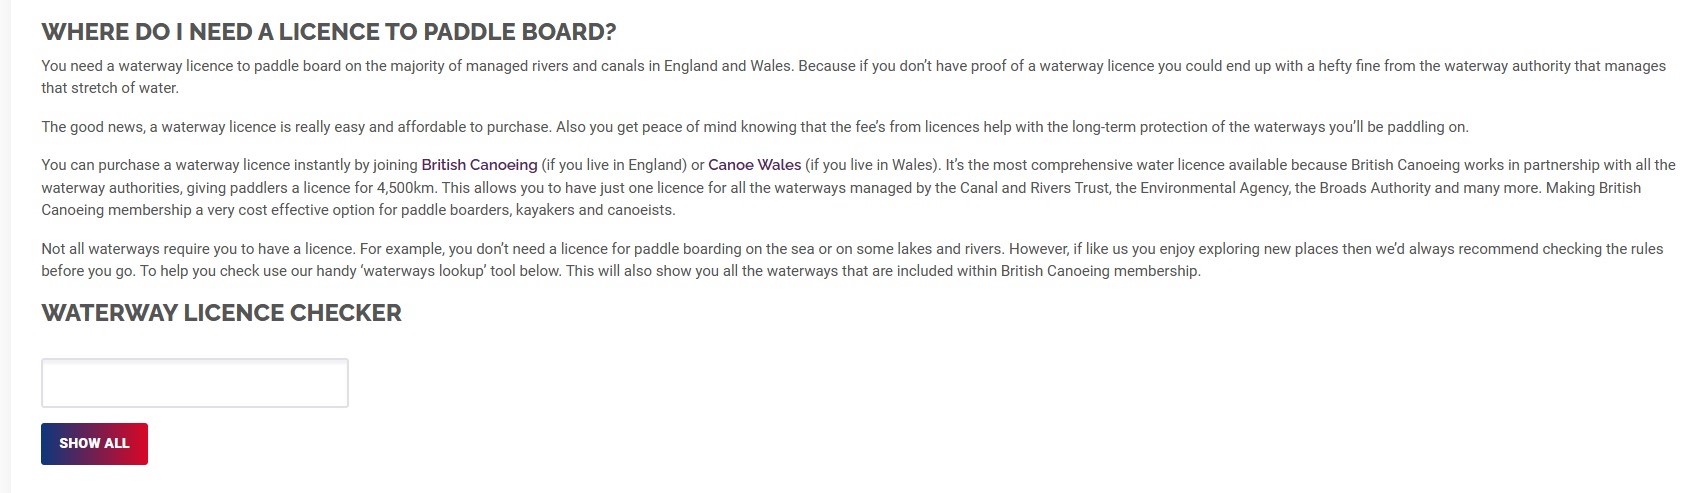 WHERE DO I NEED A LICENCE TO PADDLE BOARD?
You need a waterway licence to paddle board on the majority of managed rivers and canals in England and Wales. Because if you don’t have proof of a waterway licence you could end up with a hefty fine from the waterway authority that manages
that stretch of water.
The good news, a waterway licence is really easy and affordable to purchase. Also you get peace of mind knowing that the fee’s from licences help with the long-term protection of the waterways you’ll be paddling on.
You can purchase a waterway licence instantly by joining British Canoeing (if you live in England) or Canoe Wales (if you live in Wales). It’s the most comprehensive water licence available because British Canoeing works in partnership with all the
waterway authorities, giving paddlers a licence for 4,500km. This allows you to have just one licence for all the waterways managed by the Canal and Rivers Trust, the Environmental Agency, the Broads Authority and many more. Making British
Canoeing membership a very cost effective option for paddle boarders, kayakers and canoeists.
Not all waterways require you to have a licence. For example, you don’t need a licence for paddle boarding on the sea or on some lakes and rivers. However, if like us you enjoy exploring new places then we’d always recommend checking the rules
before you go. To help you check use our handy ‘waterways lookup’ tool below. This will also show you all the waterways that are included within British Canoeing membership.
WATERWAY LICENCE CHECKER
SHOW ALL